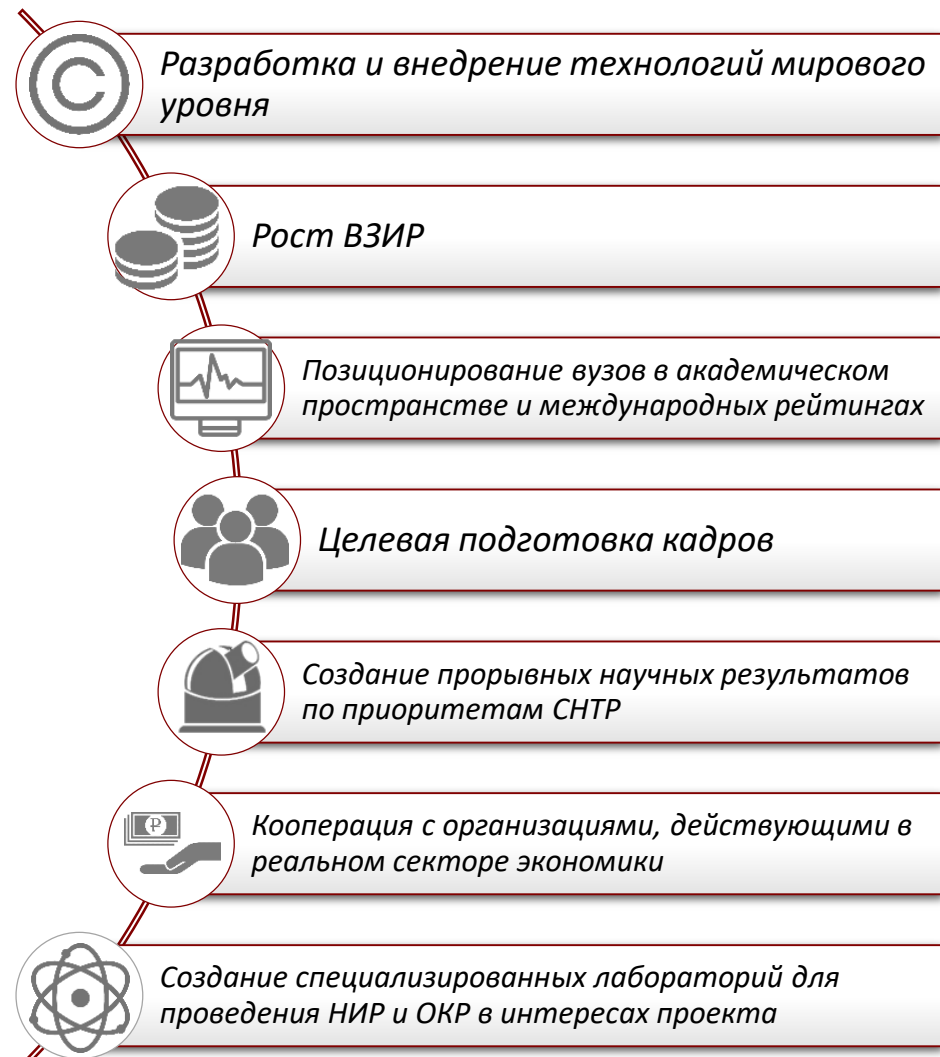 ©
Разработка и внедрение технологий мирового
уровня
Рост ВЗИР
Позиционирование вузов в академическом
пространстве и международных рейтингах
Целевая подготовка кадров
Создание прорывных научных результатов
по приоритетам СНТР
₽
Кооперация с организациями, действующими в
реальном секторе экономики
Создание специализированных лабораторий для
проведения НИР и ОКР в интересах проекта